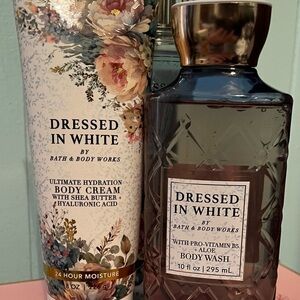 DRESSED
IN WHITE
BY
BATH & BODY WORKS
ULTIMATE HYDRATION
BODY CREAM
WITH SHEA BUTTER +
HYALURONIC ACID
24 HOUR MOISTURE
fl oz
DRESSED
IN WHITE
BY
BATH & BODY WORKS
WITH PRO-VITAMIN B5
+ ALOE
BODY WASH
10 fl oz | 295 mL